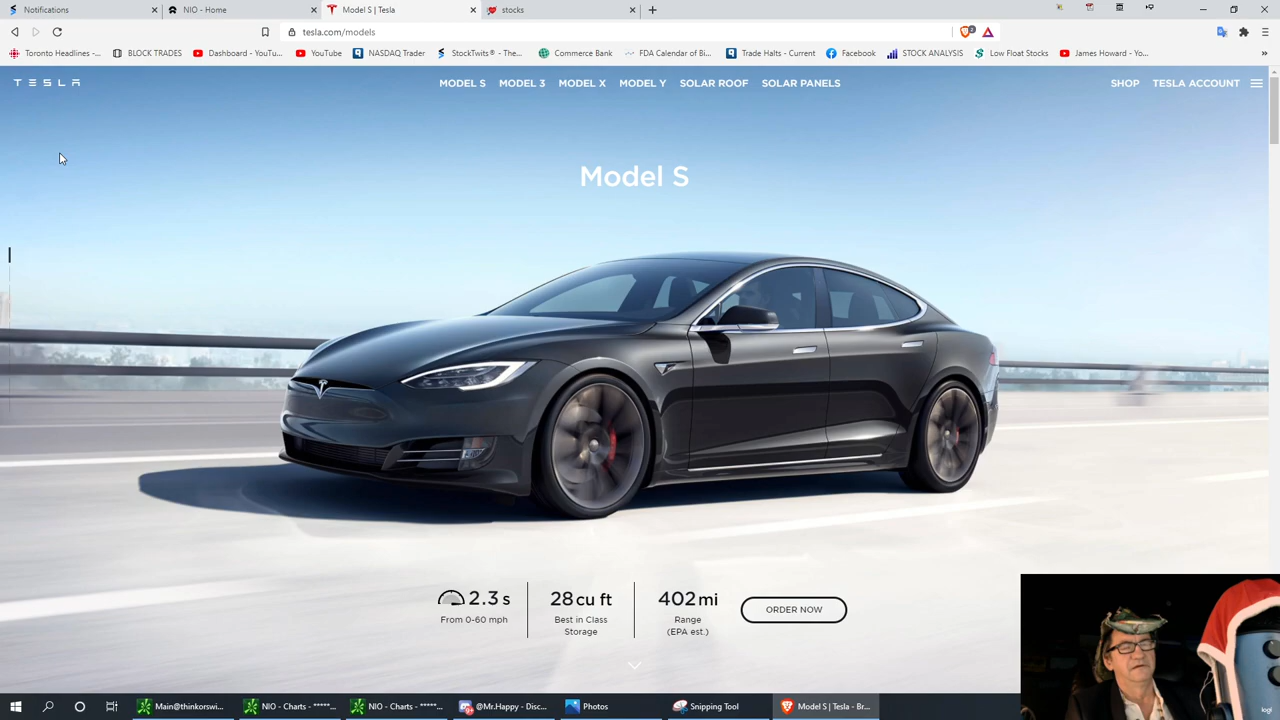 Notifications
NIO - Home
Model S | Tesla
stocks
tesla.com/models
2
Toronto Headlines -...
BLOCK TRADES
Dashboard - YouTu...
YouTube
NASDAQ Trader
StockTwits® - The...
Commerce Bank
FDA Calendar of Bi...
Trade Halts - Current
Facebook
STOCK ANALYSIS
Low Float Stocks
James Howard - Yo...
TESLA
MODEL S
MODEL 3
MODEL X
MODEL Y
SOLAR ROOF
SOLAR PANELS
SHOP
TESLA ACCOUNT
Model S
2.3 s
From 0-60 mph
28 cu ft
Best in Class
Storage
402 mi
Range
(EPA est.)
ORDER NOW
logi
Main@thinkorswi...
NIO - Charts - *****...
NIO - Charts - *****...
@Mr.Happy - Disc...
Photos
Snipping Tool
Model S | Tesla - Br...